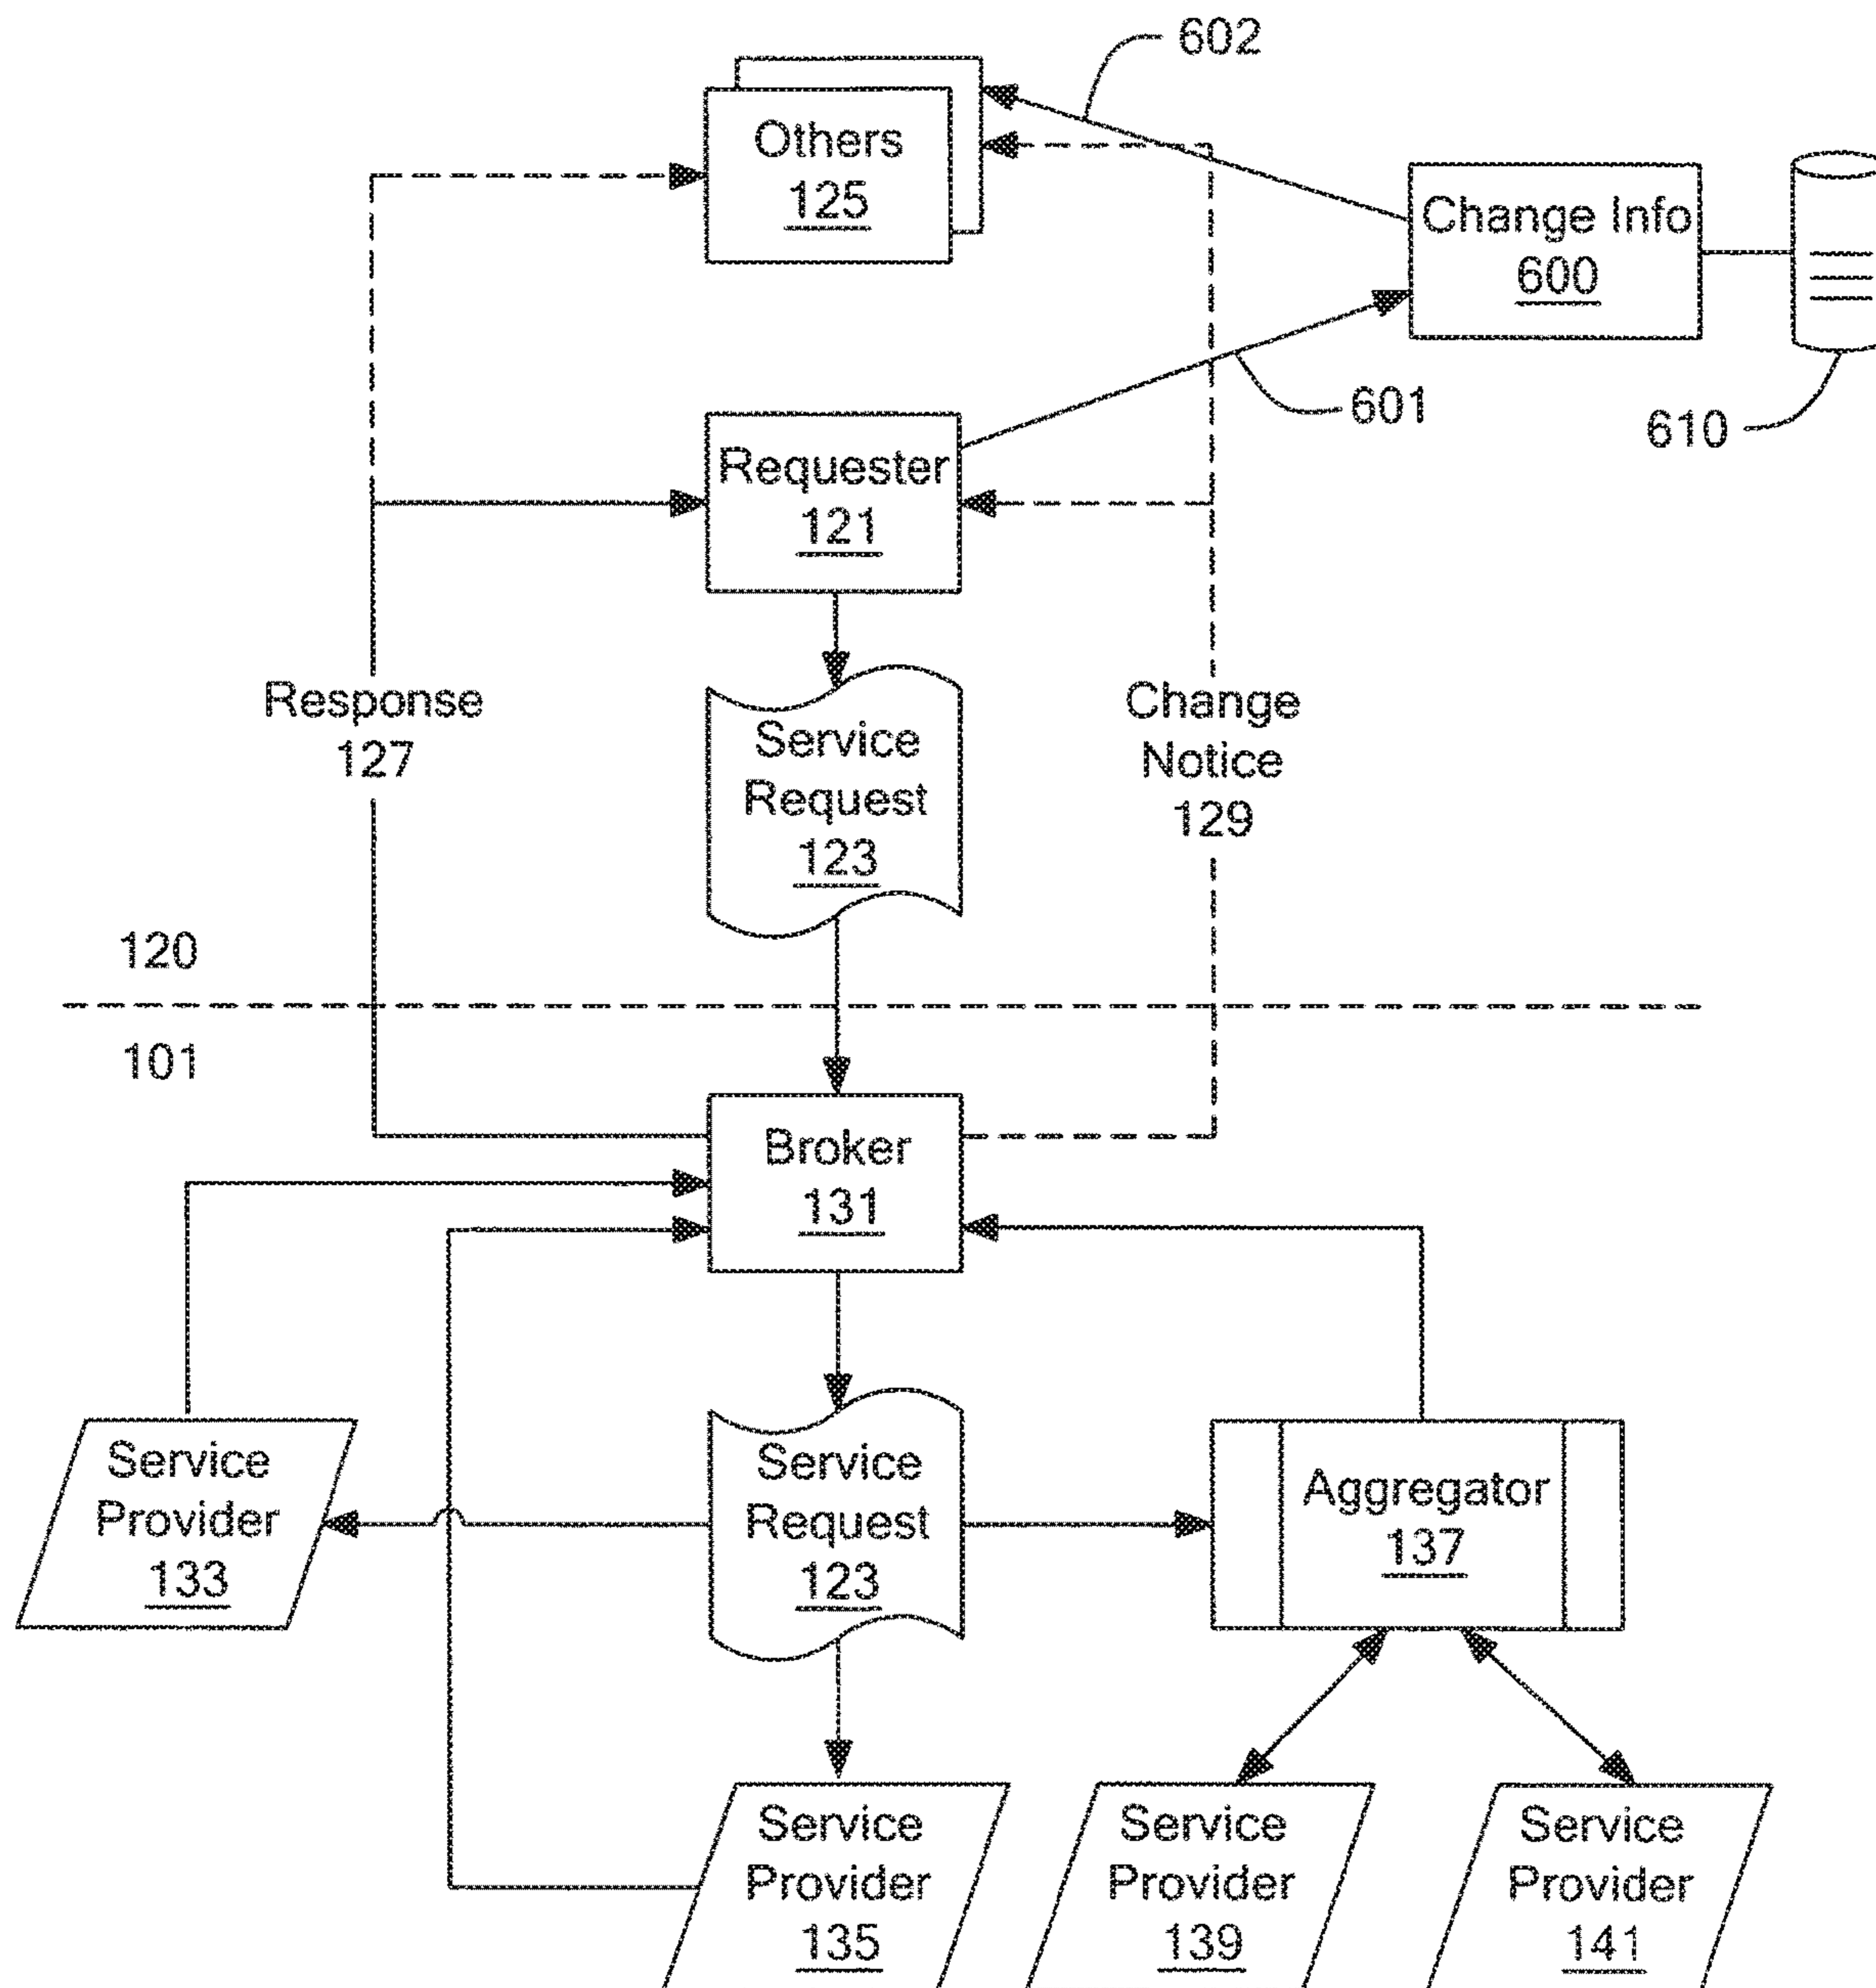 602
Others
125
Change Info
600
601
610
Requester
121
Response
127
Service
Request
123
Change
Notice
129
120
101
Broker
131
Service
Provider
133
Service
Request
123
Aggregator
137
Service
Provider
135
Service
Provider
139
Service
Provider
141